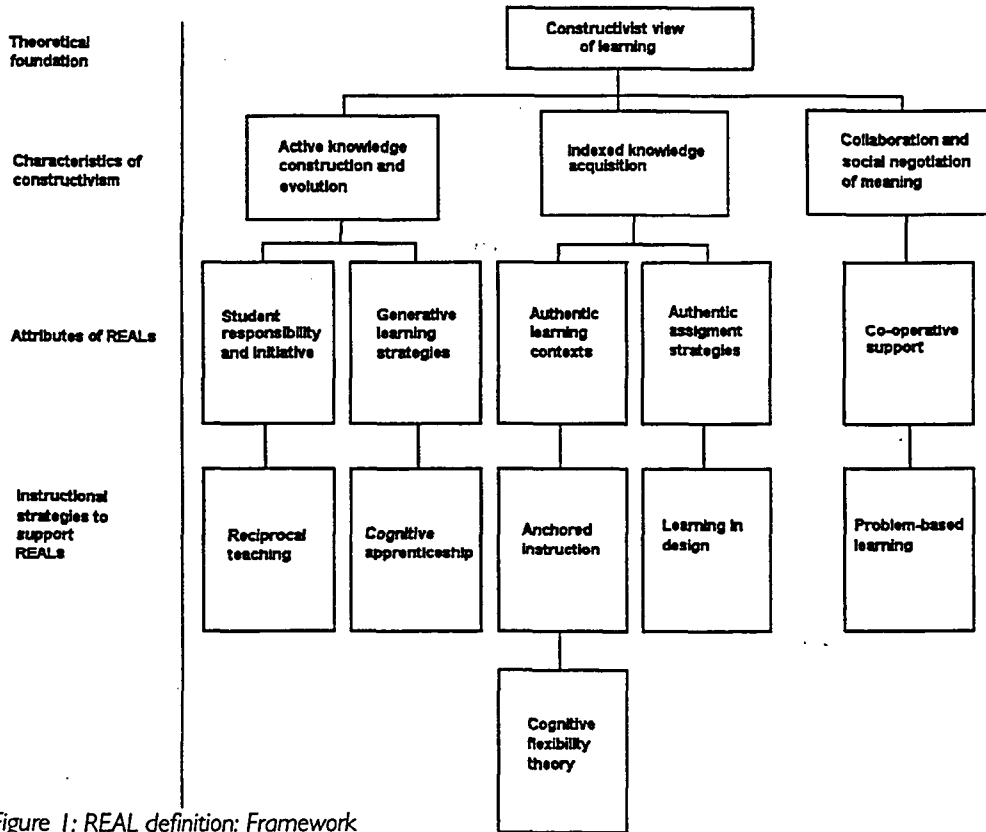 Theoretical
foundation
Constructivist view
of learning
Characteristics of
constructivism
Active knowledge
construction and
evolution
Indexed knowledge
acquisition
Collaboration and
social negotiation
of meaning
Attributes of REALs
Student
responsibility
and initiative
Generative
learning
strategies
Authentic
learning
contexts
Authentic
assigment
strategies
Co-operative
support
Instructional
strategies to
support
REALs
Reciprocal
teaching
Cognitive
apprenticeship
Anchored
instruction
Learning in
design
Problem-based
learning
Cognitive
flexibility
theory
Figure 1: REAL definition: Framework